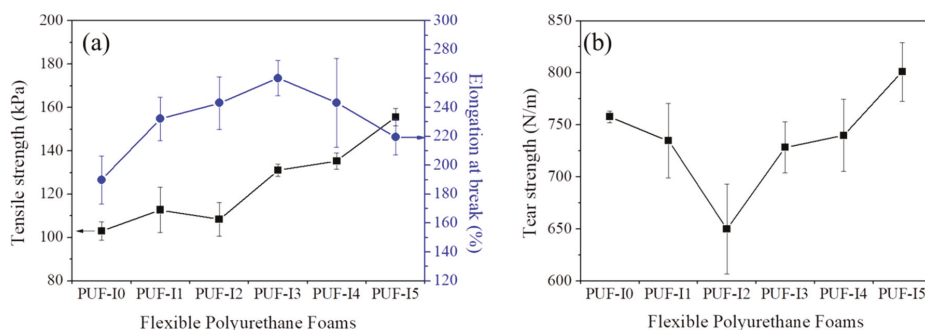 (a)
Tensile strength (kPa)
200
180
160
140
120
100
80
300
280
260
240
220
200
180
160
140
120
Elongation at break (%)
PUF-I0 PUF-I1 PUF-I2 PUF-I3 PUF-I4 PUF-I5
Flexible Polyurethane Foams
(b)
Tear strength (N/m)
800
750
700
650
600
PUF-I0 PUF-I1 PUF-I2 PUF-I3 PUF-I4 PUF-I5
Flexible Polyurethane Foams